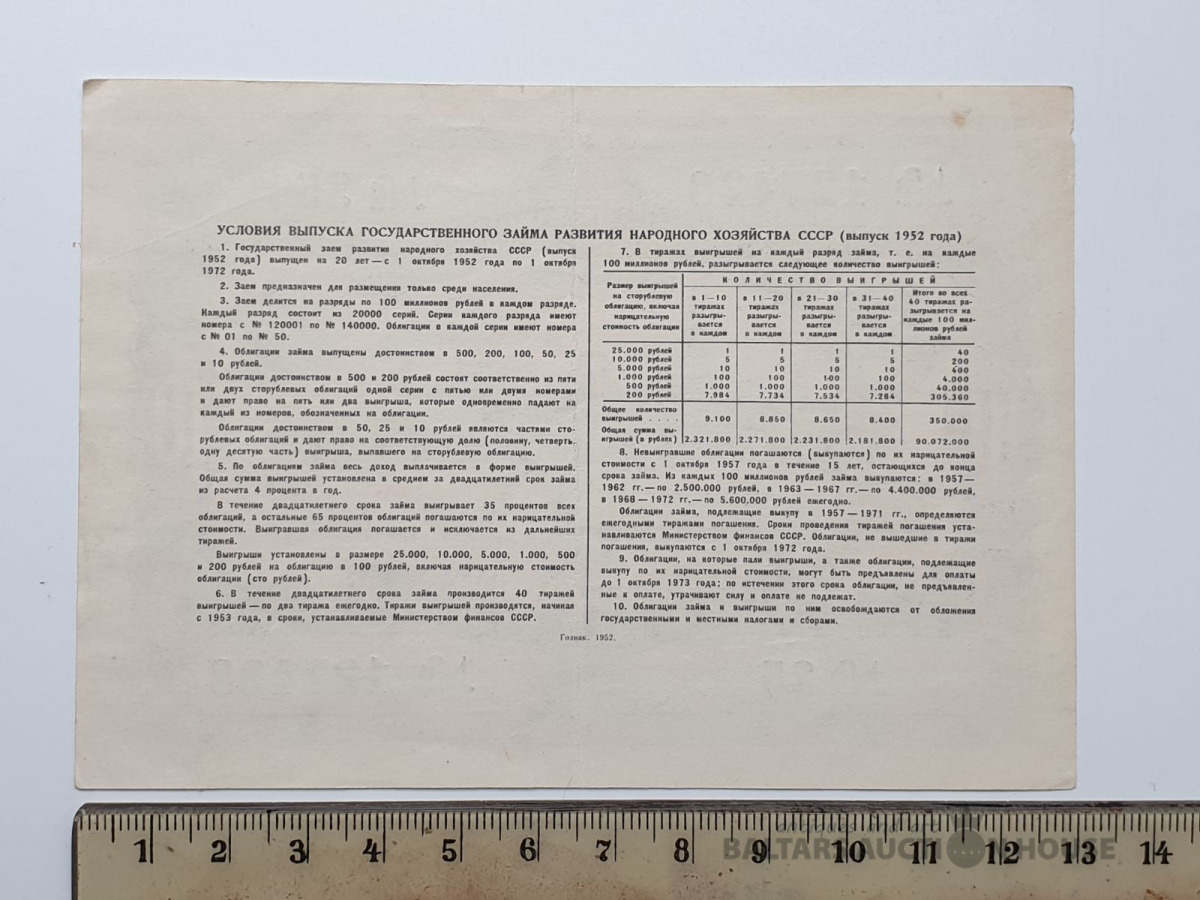 УСЛОВИЯ ВЫПУСКА ГОСУДАРСТВЕННОГО ЗАЙМА РАЗВИТИЯ НАРОДНОГО ХОЗЯЙСТВА СССР (выпуск 1952 года)
1. Государственный заем развития народного хозяйства СССР (выпуск
1952 года) выпущен на 20 лет — с 1 октября 1952 года по 1 октября
1972 года.
2. Заем предназначен для размещения только среди населения.
3. Заем делится на разряды по 100 миллионов рублей в каждом разряде.
Каждый разряд состоит из 20000 серий. Серии каждого разряда имеют
номера с № 120001 по № 140000. Облигации в каждой серии имеют номера
с № 01 по № 50.
4. Облигации займа выпущены достоинством в 500, 200, 100, 50, 25
и 10 рублей.
Облигации достоинством в 500 и 200 рублей состоят соответственно из пяти
или двух сторублевых облигаций одной серии с пятью или двумя номерами
и дают право на пять или два выигрыша, которые одновременно падают на
каждый из номеров, обозначенных на облигации.
Облигации достоинством в 50, 25 и 10 рублей являются частями сто-
рублевых облигаций и дают право на соответствующую долю (половину, четверть,
одну десятую часть) выигрыша, выпавшего на сторублевую облигацию.
5. По облигациям займа весь доход выплачивается в форме выигрышей.
Общая сумма выигрышей установлена в среднем за двадцатилетний срок займа
из расчета 4 процента в год.
В течение двадцатилетнего срока займа выигрывает 35 процентов всех
облигаций, а остальные 65 процентов облигаций погашаются по их нарицательной
стоимости. Выигравшая облигация погашается и исключается из дальнейших
тиражей.
Выигрыши установлены в размере 25.000, 10.000, 5.000, 1.000, 500
и 200 рублей на облигацию в 100 рублей, включая нарицательную стоимость
облигации (сто рублей).
6. В течение двадцатилетнего срока займа производится 40 тиражей
выигрышей — по два тиража ежегодно. Тиражи выигрышей производятся, начиная
с 1953 года, в сроки, устанавливаемые Министерством финансов СССР.
7. В тиражах выигрышей на каждый разряд займа, т. е. на каждые
100 миллионов рублей, разыгрывается следующее количество выигрышей:
Размер выигрышей
на сторублевую
облигацию, включая
нарицательную
стоимость облигации
КОЛИЧЕСТВО ВЫИГРЫШЕЙ
в 1—10
тиражах
разыгры-
вается
в каждом
в 11—20
тиражах
разыгры-
вается
в каждом
в 21—30
тиражах
разыгры-
вается
в каждом
в 31—40
тиражах
разыгры-
вается
в каждом
Итого во всех
40 тиражах ра-
зыгрывается на
каждые 100 мил-
лионов рублей
займа
25.000 рублей 1 1 1 1 40
10.000 рублей 5 5 5 5 200
5.000 рублей 10 10 10 10 400
1.000 рублей 100 100 100 100 4.000
500 рублей 1.000 1.000 1.000 1.000 40.000
200 рублей 7.984 7.734 7.534 7.284 305.360
Общее количество
выигрышей . . . . 9.100 8.850 8.650 8.400 350.000
Общая сумма вы-
игрышей (в рублях) 2.321.800 2.271.800 2.231.800 2.181.800 90.072.000
8. Невыигравшие облигации погашаются (выкупаются) по их нарицательной
стоимости с 1 октября 1957 года в течение 15 лет, остающихся до конца
срока займа. Из каждых 100 миллионов рублей займа выкупаются: в 1957—
1962 гг.— по 2.500.000 рублей, в 1963—1967 гг.— по 4.400.000 рублей,
в 1968—1972 гг.— по 5.600.000 рублей ежегодно.
Облигации займа, подлежащие выкупу в 1957—1971 гг., определяются
ежегодными тиражами погашения. Сроки проведения тиражей погашения уста-
навливаются Министерством финансов СССР. Облигации, не вышедшие в тиражи
погашения, выкупаются с 1 октября 1972 года.
9. Облигации, на которые пали выигрыши, а также облигации, подлежащие
выкупу по их нарицательной стоимости, могут быть предъявлены для оплаты
до 1 октября 1973 года; по истечении этого срока облигации, не предъявлен-
ные к оплате, утрачивают силу и оплате не подлежат.
10. Облигации займа и выигрыши по ним освобождаются от обложения
государственными и местными налогами и сборами.
Гознак. 1952.
1 2 3 4 5 6 7 8 9 10 11 12 13 14
antiques and art
BALTART AUCTIONHOUSE